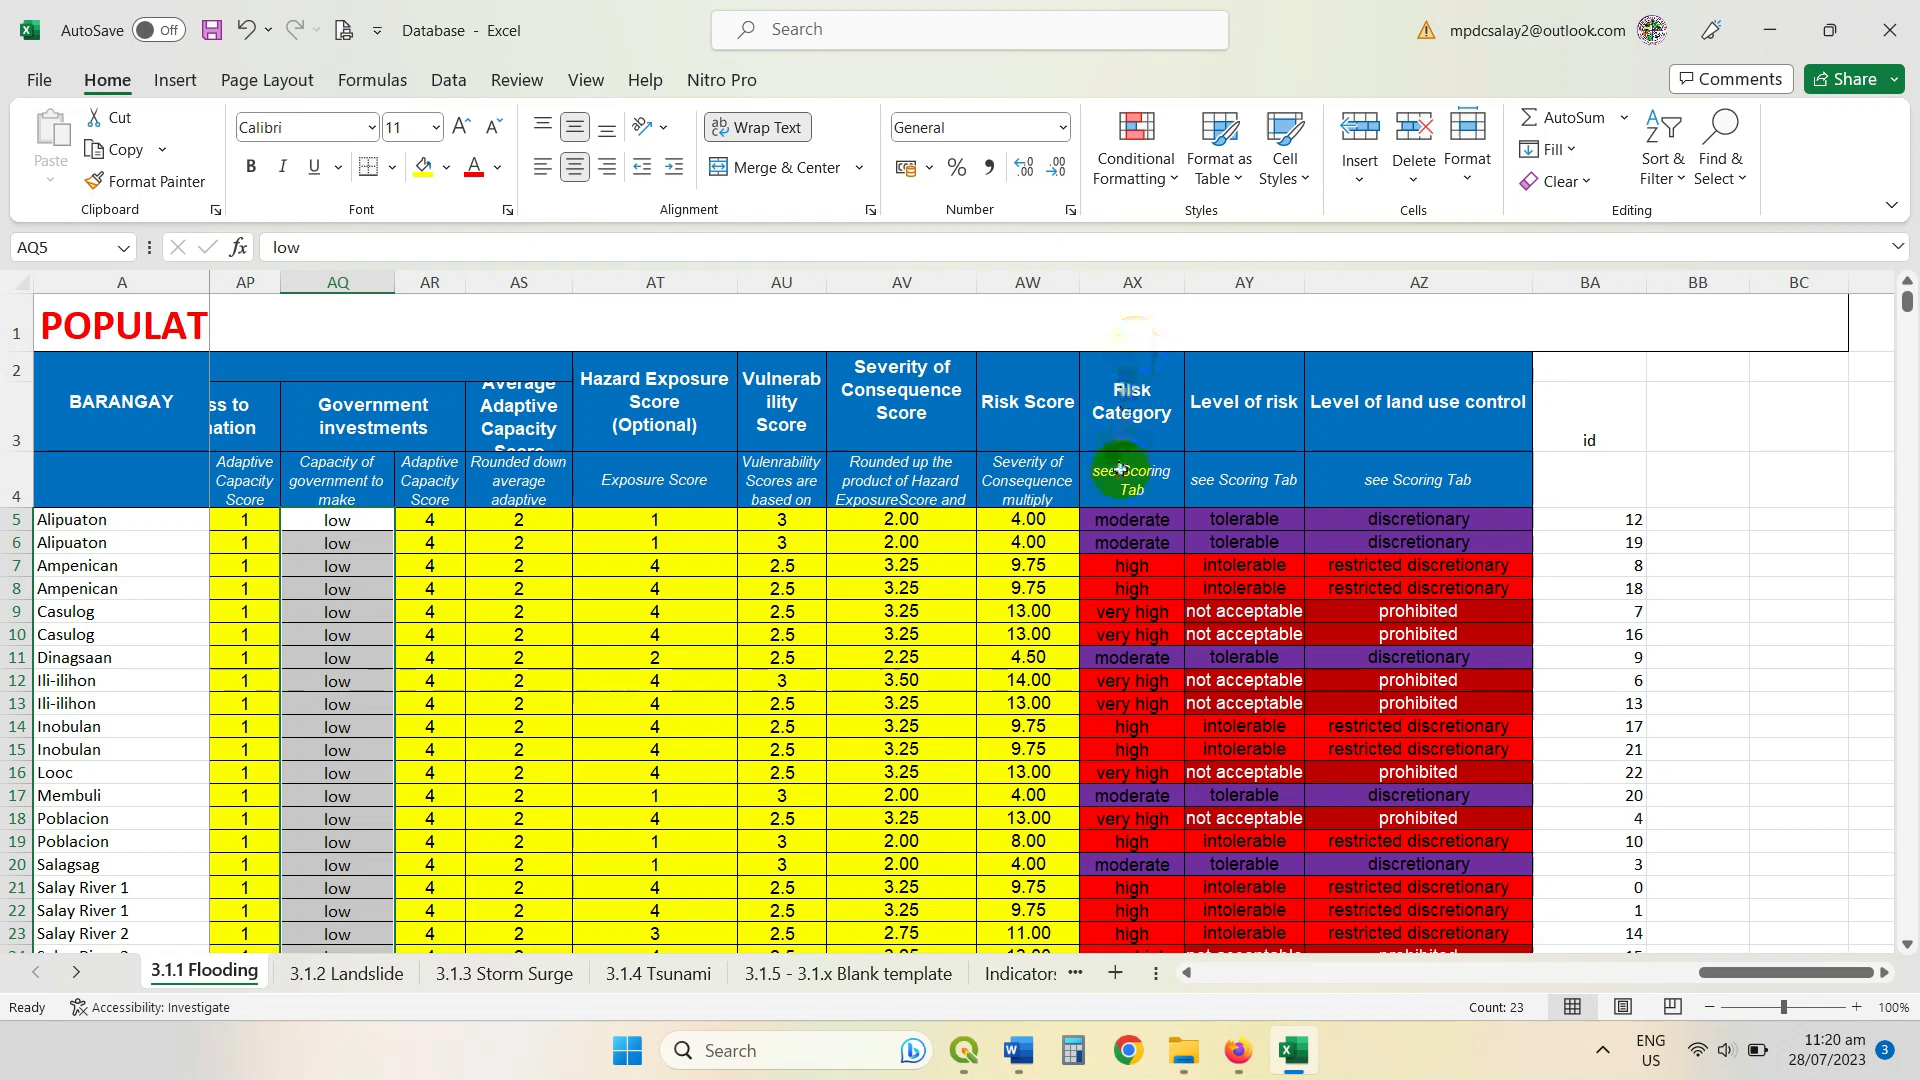 AutoSave Off Database - Excel Search mpdcsalay2@outlook.com
File Home Insert Page Layout Formulas Data Review View Help Nitro Pro Comments Share
Paste Cut Copy Format Painter
Calibri 11
B I U A
Wrap Text
Merge & Center
General
Conditional Formatting
Format as Table
Cell Styles
Insert Delete Format
AutoSum Fill Clear
Sort & Filter
Find & Select
Clipboard Font Alignment Number Styles Cells Editing
AQ5 fx low
A AP AQ AR AS AT AU AV AW AX AY AZ BA BB BC
1 POPULAT
2
3
4
BARANGAY
ss to
nation
Government
investments
Average
Adaptive
Capacity
Score
Hazard Exposure
Score
(Optional)
Vulnerab
ility
Score
Severity of
Consequence
Score
Risk Score
Risk
Category
Level of risk
Level of land use control
id
Adaptive
Capacity
Score
Capacity of
government to
make
Adaptive
Capacity
Score
Rounded down
average
adaptive
Exposure Score
Vulenrability
Scores are
based on
Rounded up the
product of Hazard
ExposureScore and
Severity of
Consequence
multiply
see Scoring
Tab
see Scoring Tab
see Scoring Tab
5 Alipuaton 1 low 4 2 1 3 2.00 4.00 moderate tolerable discretionary 12
6 Alipuaton 1 low 4 2 1 3 2.00 4.00 moderate tolerable discretionary 19
7 Ampenican 1 low 4 2 4 2.5 3.25 9.75 high intolerable restricted discretionary 8
8 Ampenican 1 low 4 2 4 2.5 3.25 9.75 high intolerable restricted discretionary 18
9 Casulog 1 low 4 2 4 2.5 3.25 13.00 very high not acceptable prohibited 7
10 Casulog 1 low 4 2 4 2.5 3.25 13.00 very high not acceptable prohibited 16
11 Dinagsaan 1 low 4 2 2 2.5 2.25 4.50 moderate tolerable discretionary 9
12 Ili-ilihon 1 low 4 2 4 3 3.50 14.00 very high not acceptable prohibited 6
13 Ili-ilihon 1 low 4 2 4 2.5 3.25 13.00 very high not acceptable prohibited 13
14 Inobulan 1 low 4 2 4 2.5 3.25 9.75 high intolerable restricted discretionary 17
15 Inobulan 1 low 4 2 4 2.5 3.25 9.75 high intolerable restricted discretionary 21
16 Looc 1 low 4 2 4 2.5 3.25 13.00 very high not acceptable prohibited 22
17 Membuli 1 low 4 2 1 3 2.00 4.00 moderate tolerable discretionary 20
18 Poblacion 1 low 4 2 4 2.5 3.25 13.00 very high not acceptable prohibited 4
19 Poblacion 1 low 4 2 1 3 2.00 8.00 high intolerable restricted discretionary 10
20 Salagsag 1 low 4 2 1 3 2.00 4.00 moderate tolerable discretionary 3
21 Salay River 1 1 low 4 2 4 2.5 3.25 9.75 high intolerable restricted discretionary 0
22 Salay River 1 1 low 4 2 4 2.5 3.25 9.75 high intolerable restricted discretionary 1
23 Salay River 2 1 low 4 2 3 2.5 2.75 11.00 high intolerable restricted discretionary 14
3.1.1 Flooding 3.1.2 Landslide 3.1.3 Storm Surge 3.1.4 Tsunami 3.1.5 - 3.1.x Blank template Indicators
Ready Accessibility: Investigate Count: 23 100%
Search ENG US 11:20 am 28/07/2023 3